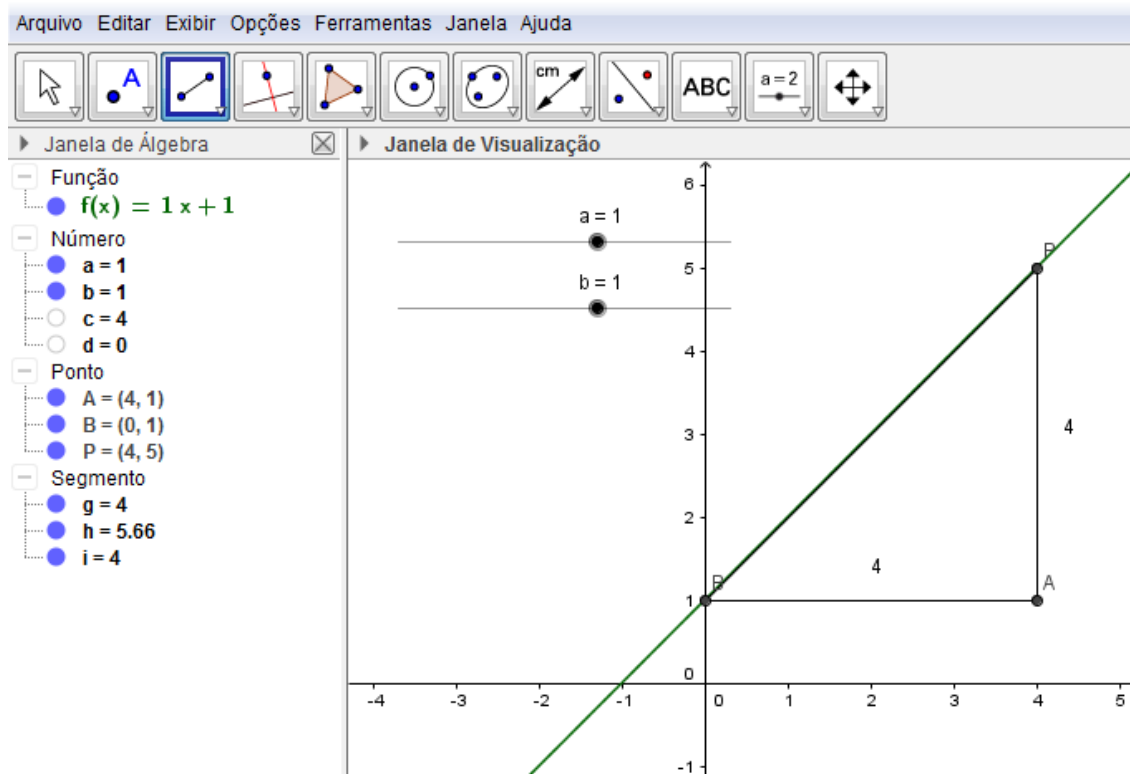 Arquivo Editar Exibir Opções Ferramentas Janela Ajuda
A cm ABC a=2
Janela de Álgebra
Janela de Visualização
Função
f(x) = 1 x + 1
Número
a = 1
b = 1
c = 4
d = 0
Ponto
A = (4, 1)
B = (0, 1)
P = (4, 5)
Segmento
g = 4
h = 5.66
i = 4
6
a = 1
P
5
b = 1
4
4
3
2
4
B
A
1
0
-4 -3 -2 -1 0 1 2 3 4 5
-1